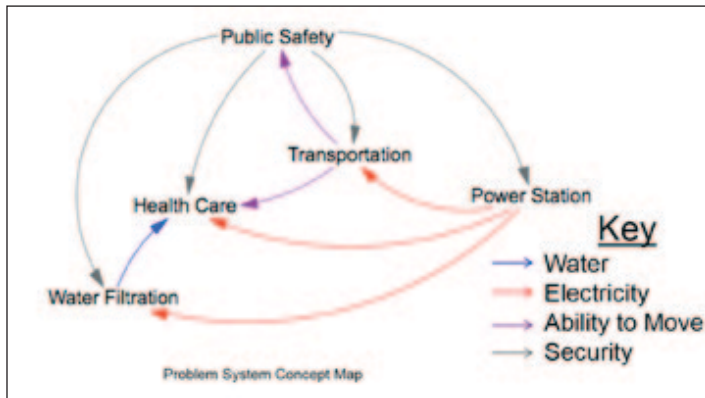 Public Safety
Transportation
Health Care
Power Station
Key
Water
Water Filtration
Electricity
Ability to Move
Security
Problem System Concept Map